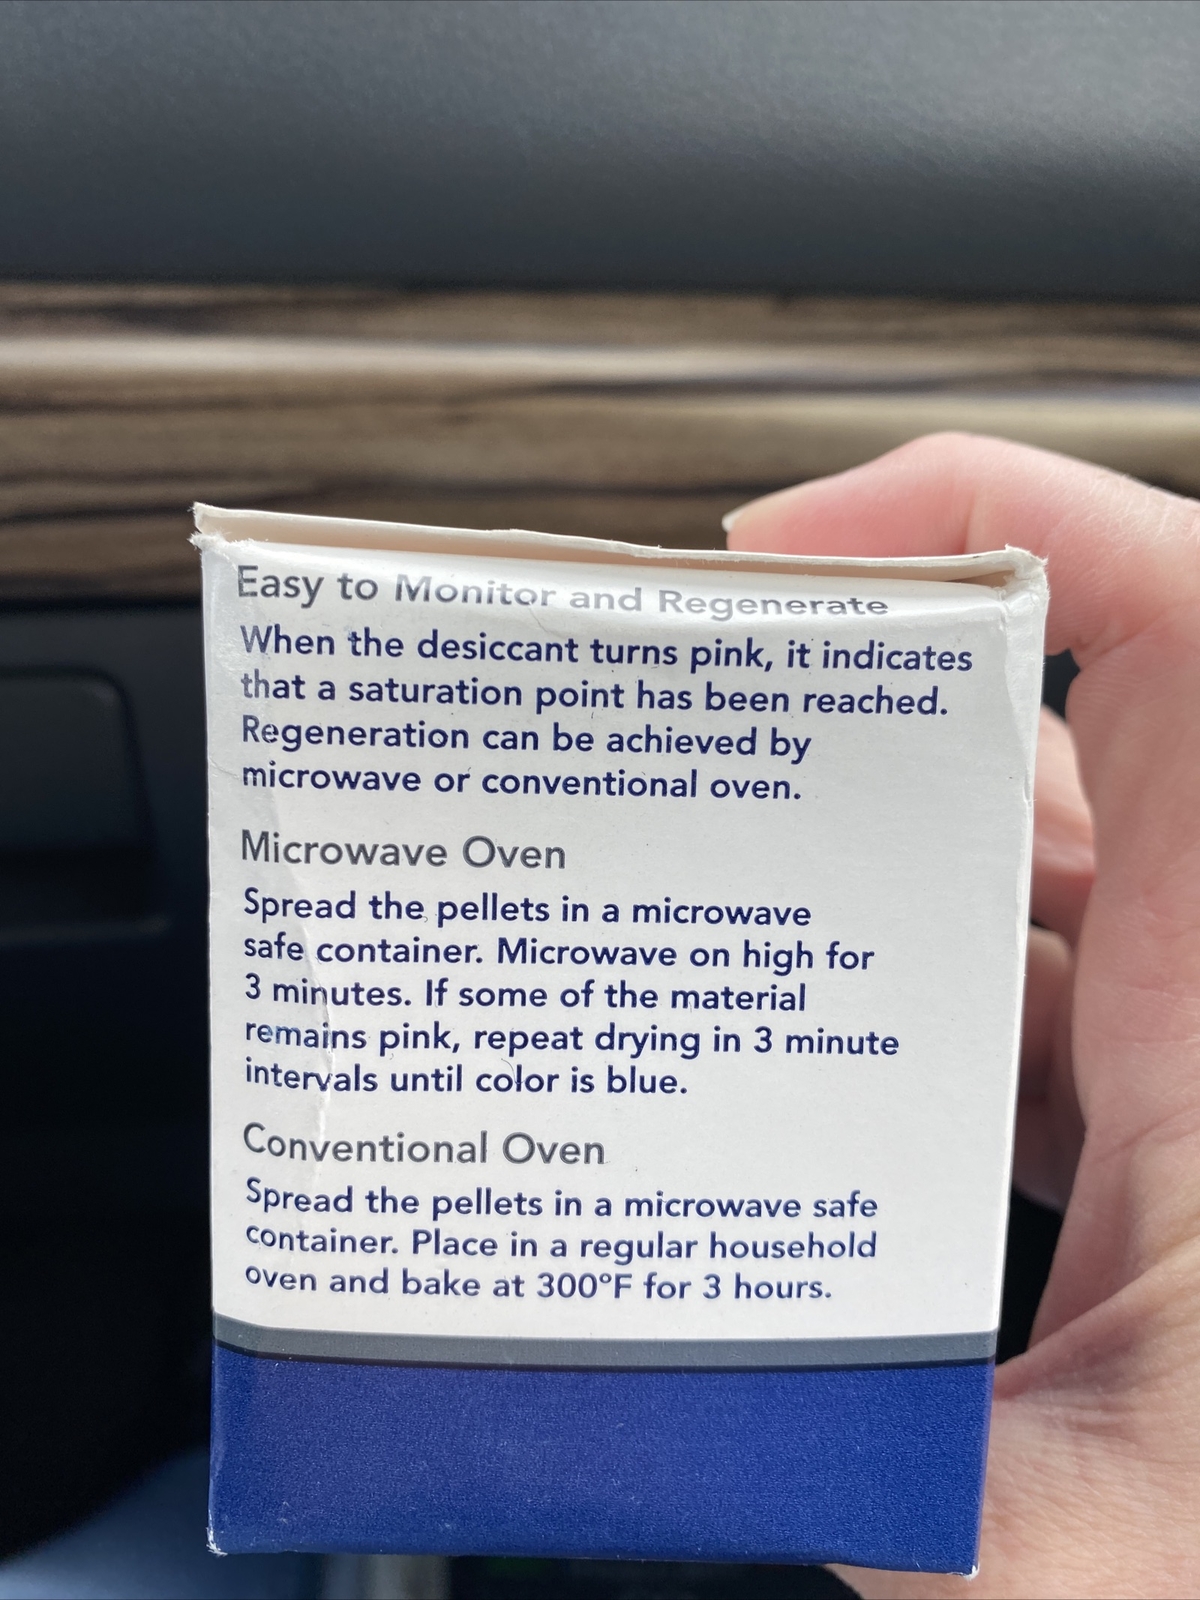 Easy to Monitor and Regenerate
When the desiccant turns pink, it indicates
that a saturation point has been reached.
Regeneration can be achieved by
microwave or conventional oven.
Microwave Oven
Spread the pellets in a microwave
safe container. Microwave on high for
3 minutes. If some of the material
remains pink, repeat drying in 3 minute
intervals until color is blue.
Conventional Oven
Spread the pellets in a microwave safe
container. Place in a regular household
oven and bake at 300°F for 3 hours.